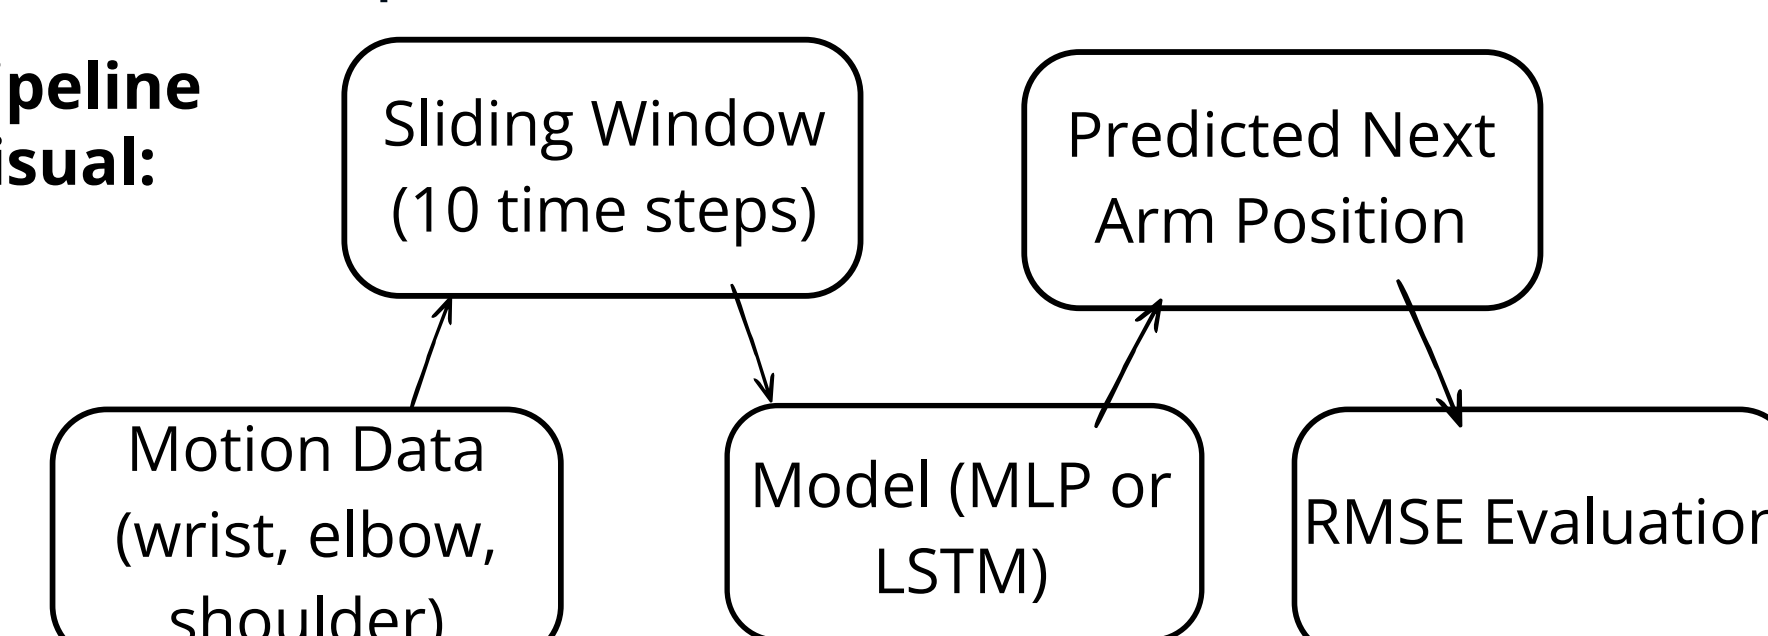 ipeline
isual:
Sliding Window
(10 time steps)
Predicted Next
Arm Position
Motion Data
(wrist, elbow,
shoulder)
Model (MLP or
LSTM)
RMSE Evaluation